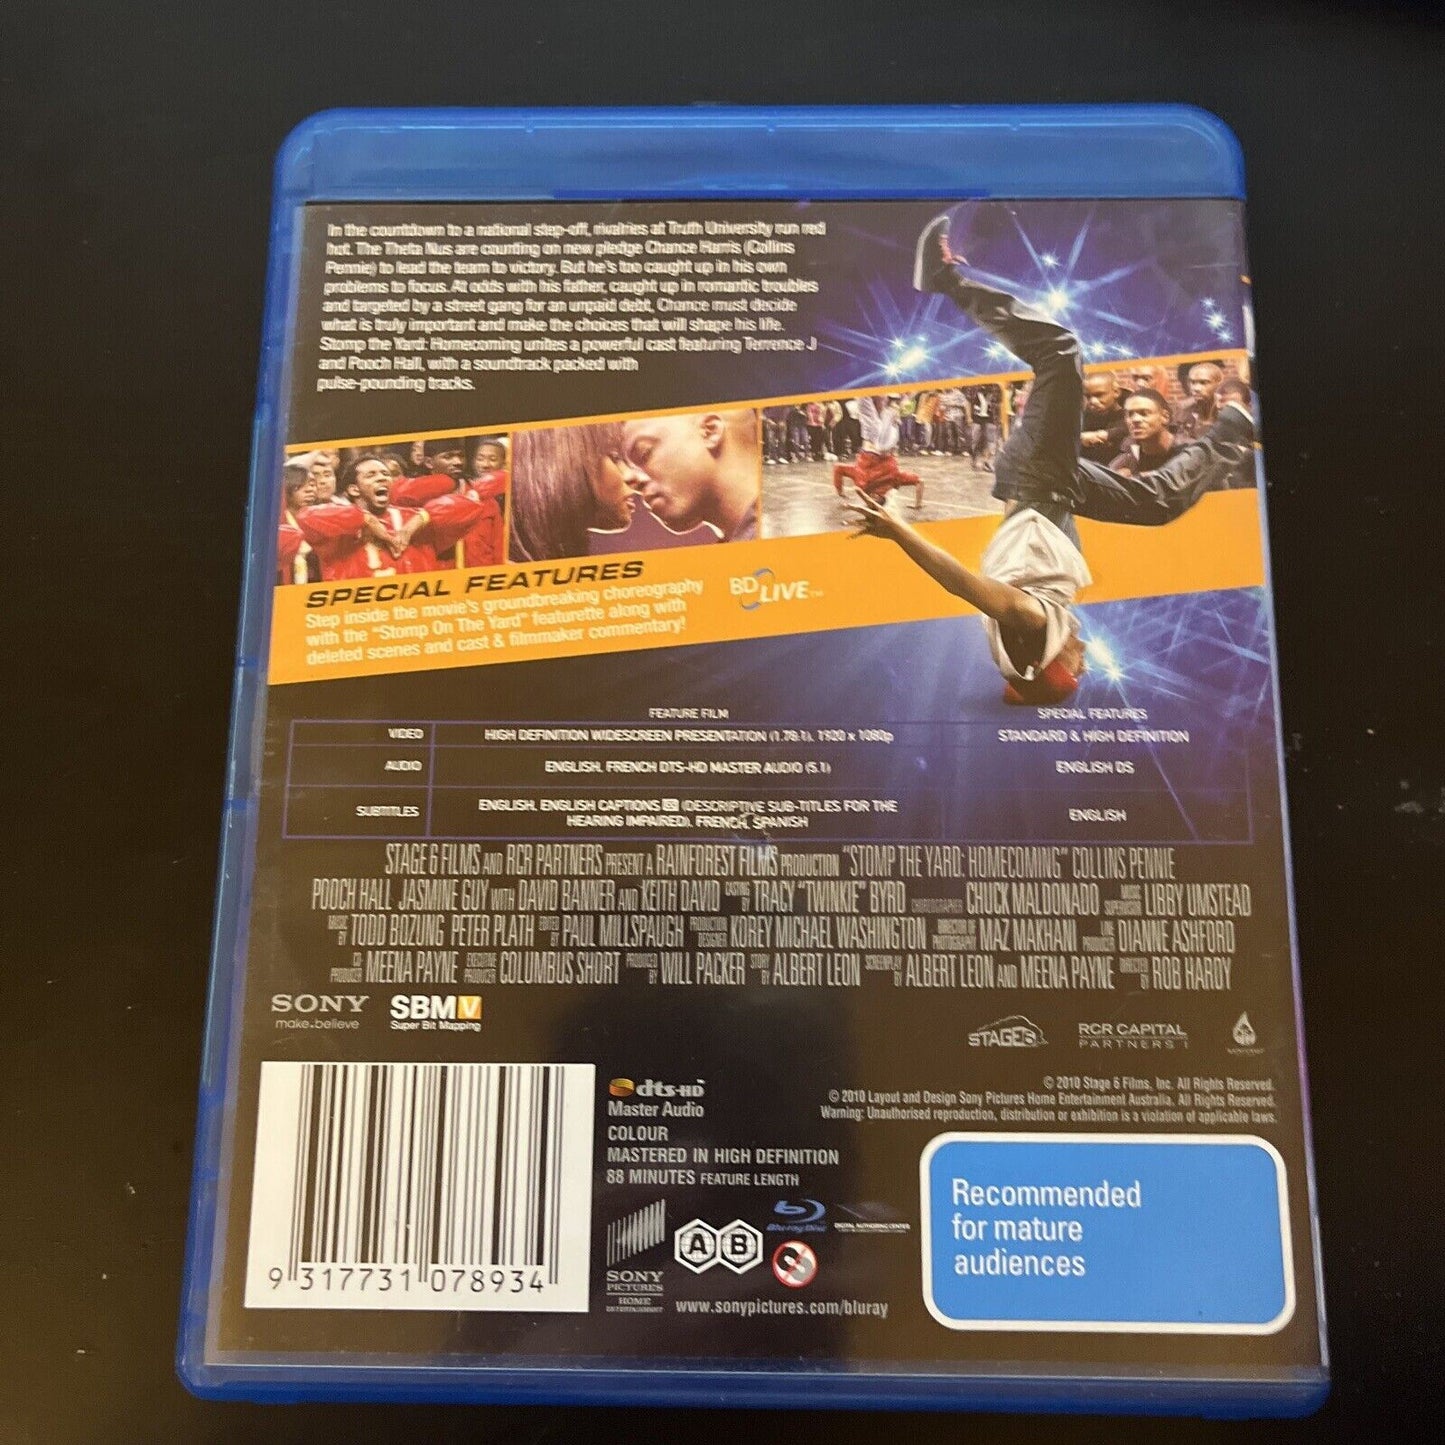 In the countdown to a national step-off, rivalries at Truth University run red
hot. The Theta Nus are counting on new pledge Chance Harris (Collins
Pennie) to lead the team to victory. But he's too caught up in his own
problems to focus. At odds with his father, caught up in romantic troubles
and targeted by a street gang for an unpaid debt, Chance must decide
what is truly important and make the choices that will shape his life.
Stomp the Yard: Homecoming unites a powerful cast featuring Terrence J
and Pooch Hall, with a soundtrack packed with
pulse-pounding tracks.
SPECIAL FEATURES
Step inside the movie's groundbreaking choreography
with the "Stomp On The Yard" featurette along with
deleted scenes and cast & filmmaker commentary!
BD LIVE™
FEATURE FILM SPECIAL FEATURES
VIDEO HIGH DEFINITION WIDESCREEN PRESENTATION (1.78:1), 1920 x 1080p STANDARD & HIGH DEFINITION
AUDIO ENGLISH, FRENCH DTS-HD MASTER AUDIO (5.1) ENGLISH DS
SUBTITLES ENGLISH, ENGLISH CAPTIONS (DESCRIPTIVE SUB-TITLES FOR THE
HEARING IMPAIRED), FRENCH, SPANISH ENGLISH
STAGE 6 FILMS AND RCR PARTNERS PRESENT A RAINFOREST FILMS PRODUCTION "STOMP THE YARD: HOMECOMING" COLLINS PENNIE
POOCH HALL JASMINE GUY WITH DAVID BANNER AND KEITH DAVID CASTING BY TRACY "TWINKIE" BYRD CHOREOGRAPHER CHUCK MALDONADO MUSIC SUPERVISOR LIBBY UMSTEAD
MUSIC BY TODD BOZUNG PETER PLATH EDITED BY PAUL MILLSPAUGH PRODUCTION DESIGNER KOREY MICHAEL WASHINGTON DIRECTOR OF PHOTOGRAPHY MAZ MAKHANI LINE PRODUCER DIANNE ASHFORD
CO-PRODUCER MEENA PAYNE EXECUTIVE PRODUCER COLUMBUS SHORT PRODUCED BY WILL PACKER STORY BY ALBERT LEON SCREENPLAY BY ALBERT LEON AND MEENA PAYNE DIRECTED BY ROB HARDY
SONY
make.believe
SBMV
Super Bit Mapping
STAGE 6
RCR CAPITAL
PARTNERS I
© 2010 Stage 6 Films, Inc. All Rights Reserved.
© 2010 Layout and Design Sony Pictures Home Entertainment Australia. All Rights Reserved.
Warning: Unauthorised reproduction, distribution or exhibition is a violation of applicable laws.
dts-HD™
Master Audio
COLOUR
MASTERED IN HIGH DEFINITION
88 MINUTES FEATURE LENGTH
9 317731 078934
SONY
PICTURES
HOME
ENTERTAINMENT
A B
Blu-ray Disc
DIGITAL AUTHORING CENTER
www.sonypictures.com/bluray
Recommended
for mature
audiences